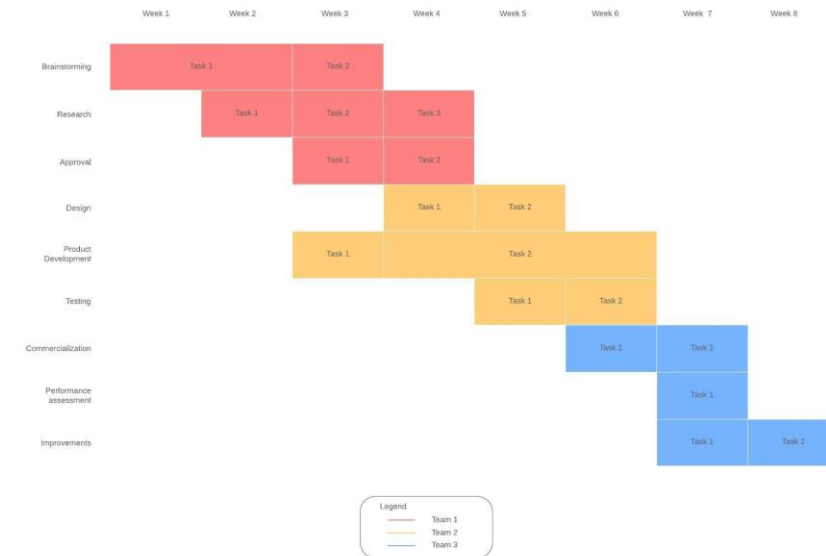 Week 1 Week 2 Week 3 Week 4 Week 5 Week 6 Week 7 Week 8
Brainstorming Task 1 Task 2
Research Task 1 Task 2 Task 3
Approval Task 1 Task 2
Design Task 1 Task 2
Product
Development Task 1 Task 2
Testing Task 1 Task 2
Commercialization Task 1 Task 2
Performance
assessment Task 1
Improvements Task 1 Task 2
Legend
Team 1
Team 2
Team 3